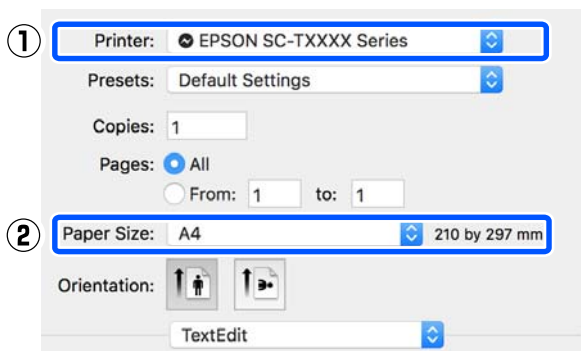 ① Printer: EPSON SC-TXXXX Series
Presets: Default Settings
Copies: 1
Pages: All
From: 1 to: 1
② Paper Size: A4 210 by 297 mm
Orientation:
TextEdit